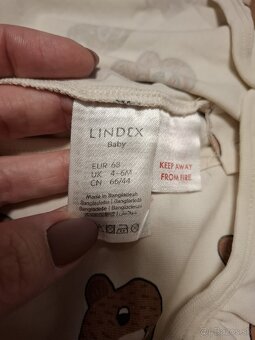 LINDEX
Baby
EUR 68
UK 4-6M
CN 66/44
Made in Bangladesh
KEEP AWAY
FROM FIRE